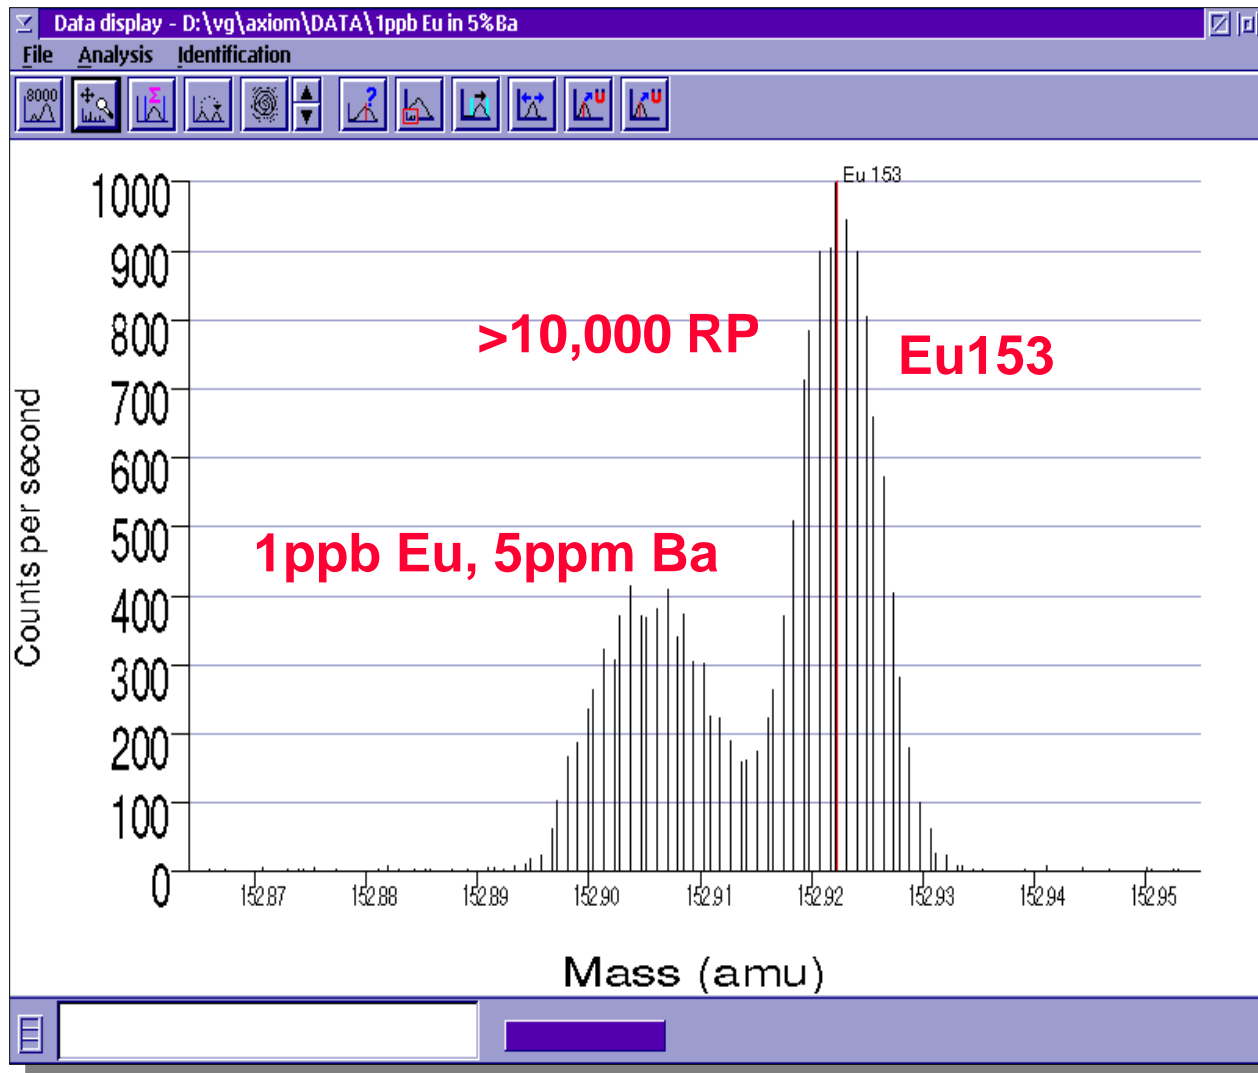 Data display - D:\vg\axiom\DATA\1ppb Eu in 5%Ba
File Analysis Identification
8000
Σ
?
U
U
Eu 153
1000
900
800
700
600
500
400
300
200
100
0
>10,000 RP
Eu153
1ppb Eu, 5ppm Ba
Counts per second
152.87 152.88 152.89 152.90 152.91 152.92 152.93 152.94 152.95
Mass (amu)